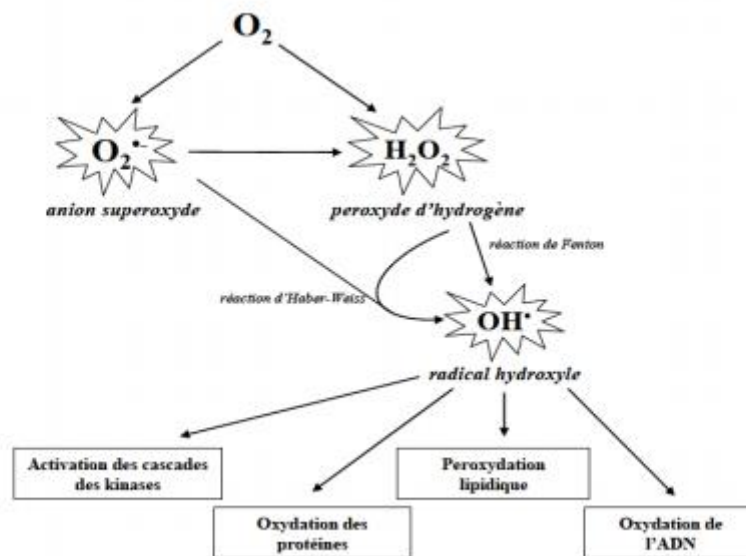 O₂
O₂•–
H₂O₂
anion superoxyde
peroxyde d'hydrogène
réaction de Fenton
réaction d'Haber-Weiss
OH•
radical hydroxyle
Activation des cascades
des kinases
Peroxydation
lipidique
Oxydation des
protéines
Oxydation de
l'ADN